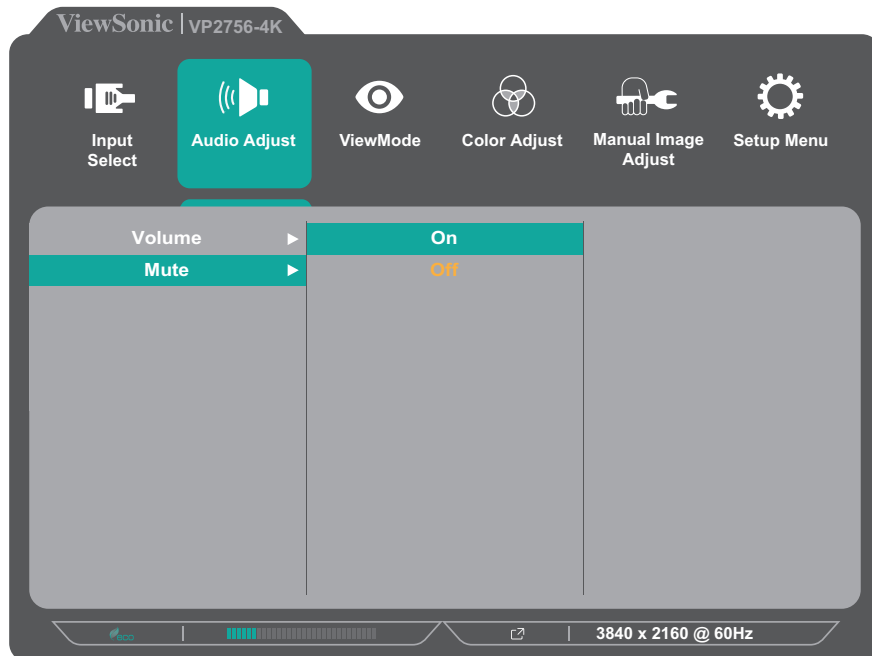 ViewSonic | VP2756-4K
Input Select
Audio Adjust
ViewMode
Color Adjust
Manual Image Adjust
Setup Menu
Volume
On
Mute
Off
eco
3840 x 2160 @ 60Hz